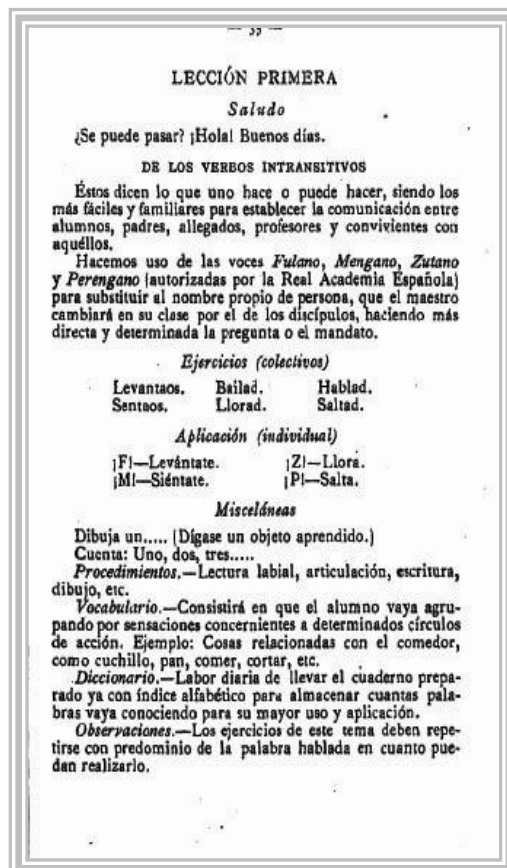 LECCIÓN PRIMERA
Saludo
¿Se puede pasar? ¡Hola! Buenos días.
DE LOS VERBOS INTRANSITIVOS
Éstos dicen lo que uno hace o puede hacer, siendo los
más fáciles y familiares para establecer la comunicación entre
alumnos, padres, allegados, profesores y convivientes con
aquéllos.
Hacemos uso de las voces Fulano, Mengano, Zutano
y Perengano (autorizadas por la Real Academia Española)
para substituir al nombre propio de persona, que el maestro
cambiará en su clase por el de los discípulos, haciendo más
directa y determinada la pregunta o el mandato.
Ejercicios (colectivos)
Levantaos. Bailad. Hablad.
Sentaos. Llorad. Saltad.
Aplicación (individual)
¡F!—Levántate. ¡Z!—Llora.
¡M!—Siéntate. ¡P!—Salta.
Misceláneas
Dibuja un..... (Dígase un objeto aprendido.)
Cuenta: Uno, dos, tres.....
Procedimientos.—Lectura labial, articulación, escritura,
dibujo, etc.
Vocabulario.—Consistirá en que el alumno vaya agru-
pando por sensaciones concernientes a determinados círculos
de acción. Ejemplo: Cosas relacionadas con el comedor,
como cuchillo, pan, comer, cortar, etc.
Diccionario.—Labor diaria de llevar el cuaderno prepa-
rado ya con índice alfabético para almacenar cuantas pala-
bras vaya conociendo para su mayor uso y aplicación.
Observaciones.—Los ejercicios de este tema deben repe-
tirse con predominio de la palabra hablada en cuanto pue-
dan realizarlo.